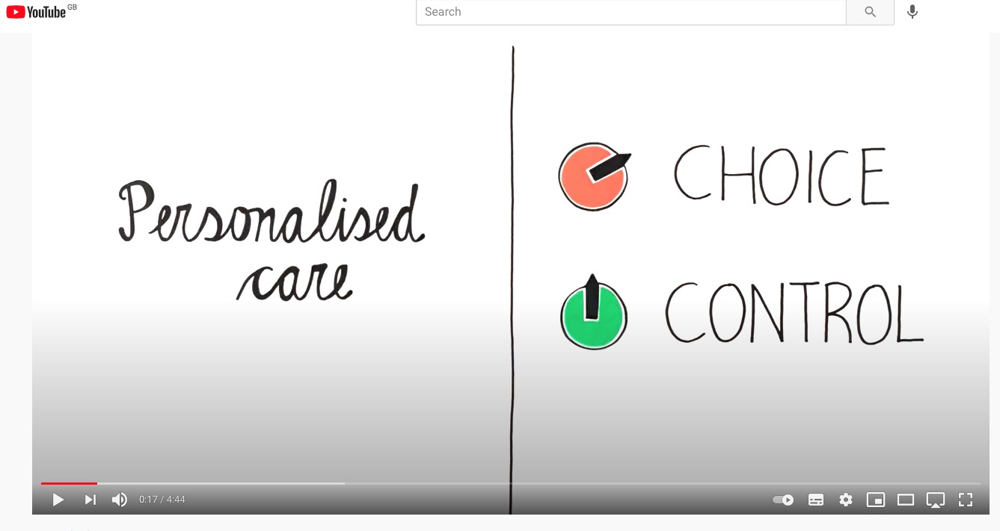 YouTube GB
Search
Personalised
care
CHOICE
CONTROL
0:17 / 4:44